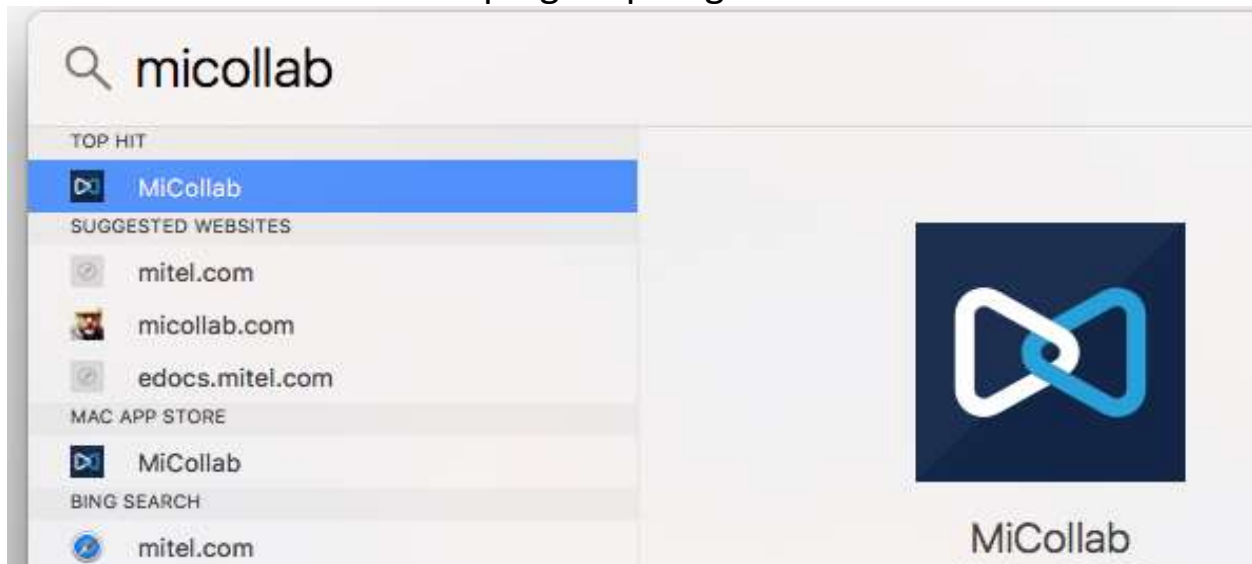 micollab
TOP HIT
MiCollab
SUGGESTED WEBSITES
mitel.com
micollab.com
edocs.mitel.com
MAC APP STORE
MiCollab
BING SEARCH
mitel.com
MiCollab